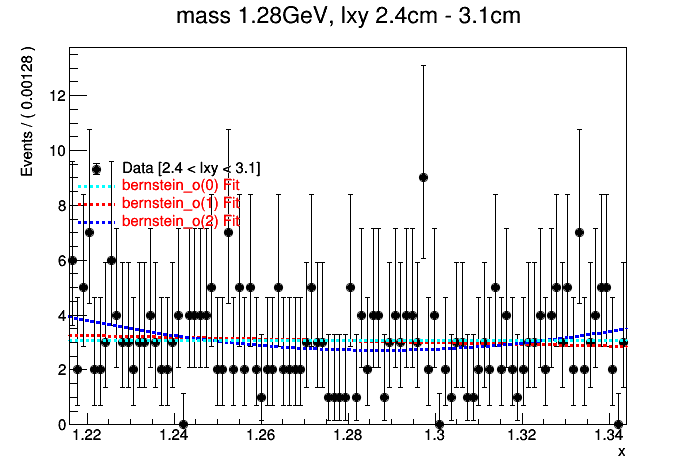 mass 1.28GeV, lxy 2.4cm - 3.1cm
Events / ( 0.00128 )
12
10
8
6
4
2
0
Data [2.4 < lxy < 3.1]
bernstein_o(0) Fit
bernstein_o(1) Fit
bernstein_o(2) Fit
1.22 1.24 1.26 1.28 1.3 1.32 1.34
x